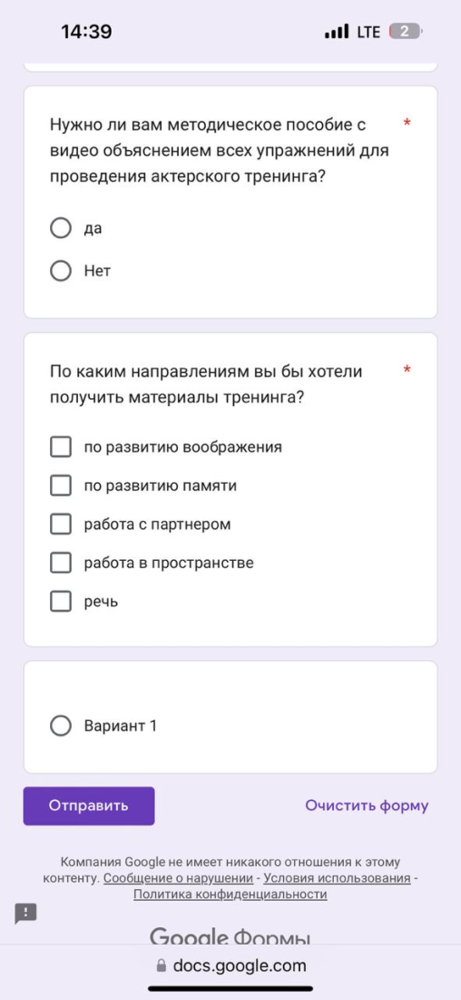 14:39
LTE 2
Нужно ли вам методическое пособие с *
видео объяснением всех упражнений для
проведения актерского тренинга?
да
Нет
По каким направлениям вы бы хотели *
получить материалы тренинга?
по развитию воображения
по развитию памяти
работа с партнером
работа в пространстве
речь
Вариант 1
Отправить Очистить форму
Компания Google не имеет никакого отношения к этому
контенту. Сообщение о нарушении - Условия использования -
Политика конфиденциальности
Google Формы
docs.google.com